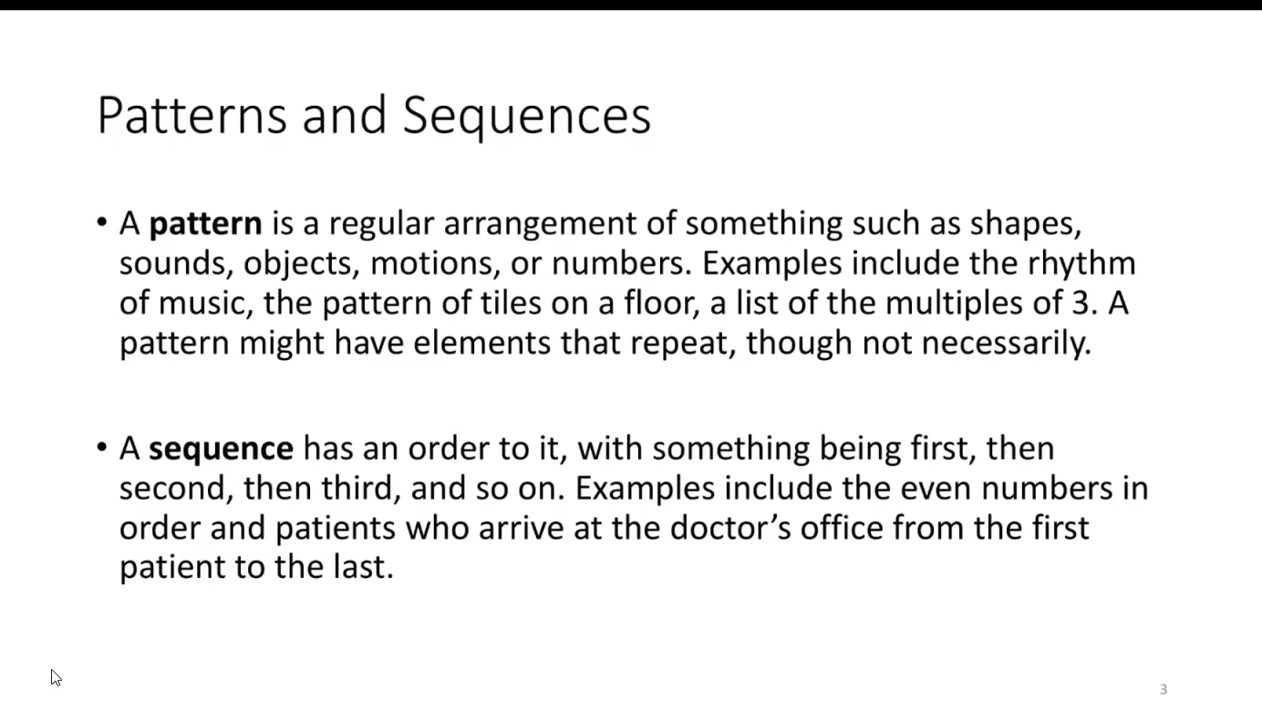 Patterns and Sequences
• A pattern is a regular arrangement of something such as shapes,
sounds, objects, motions, or numbers. Examples include the rhythm
of music, the pattern of tiles on a floor, a list of the multiples of 3. A
pattern might have elements that repeat, though not necessarily.
• A sequence has an order to it, with something being first, then
second, then third, and so on. Examples include the even numbers in
order and patients who arrive at the doctor’s office from the first
patient to the last.
3